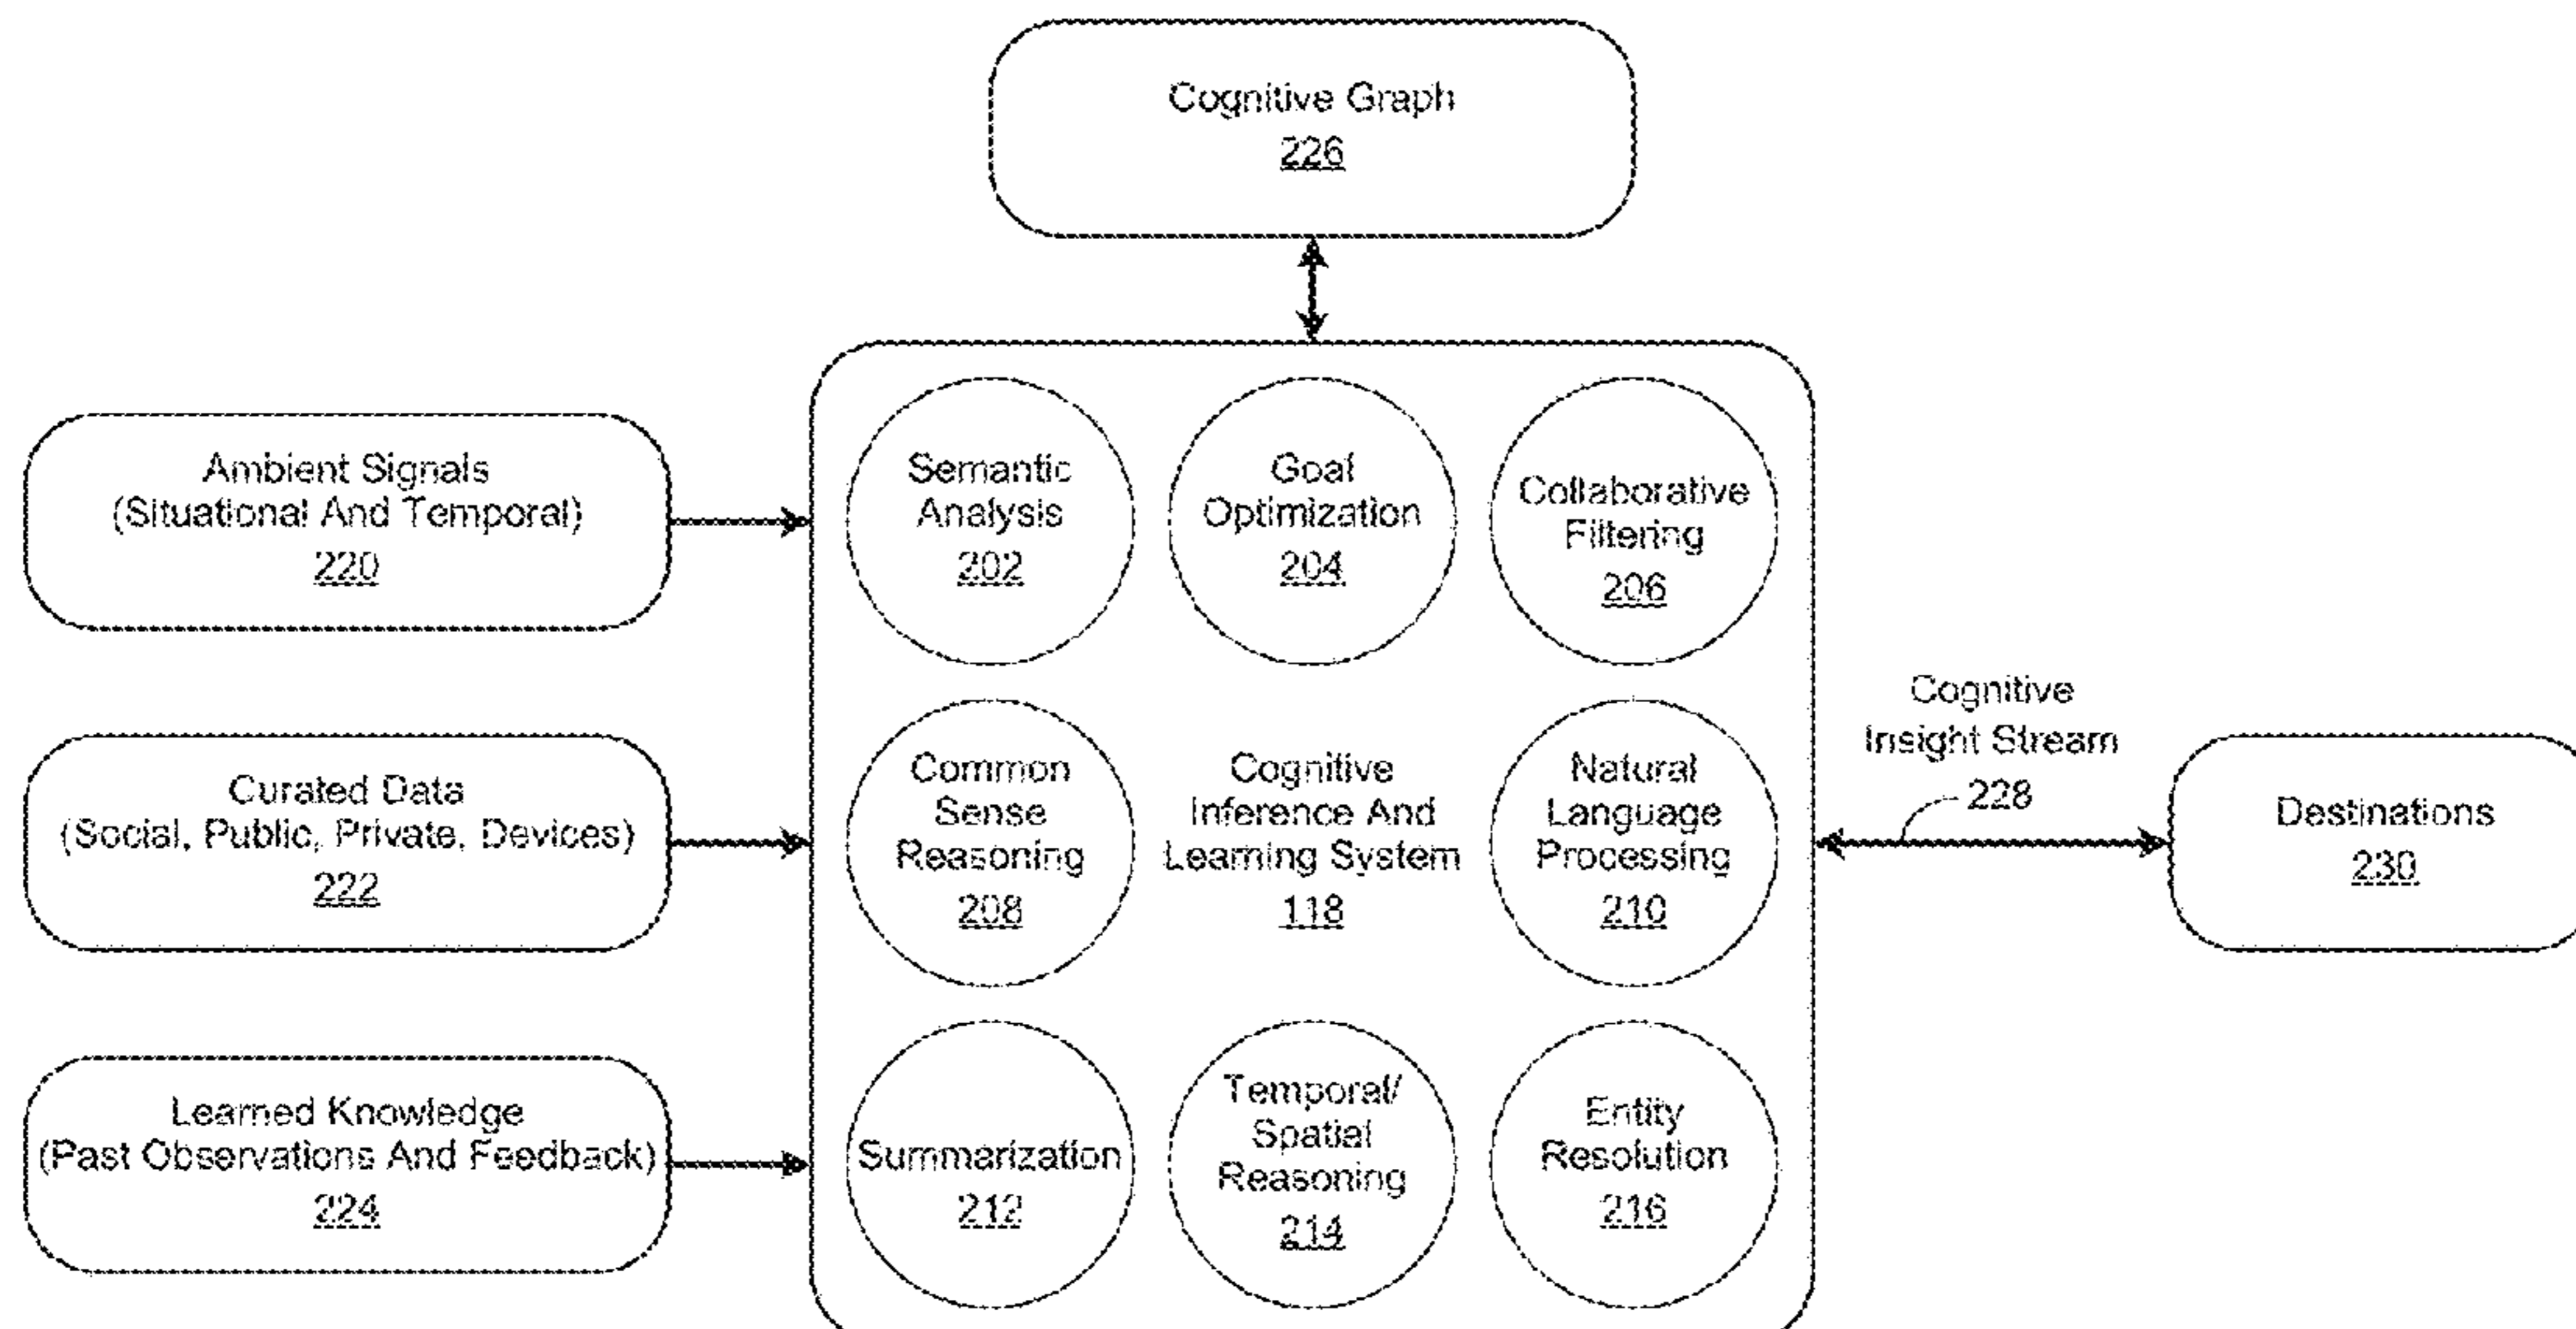 Cognitive Graph
226
Ambient Signals
(Situational And Temporal)
220
Semantic
Analysis
202
Goal
Optimization
204
Collaborative
Filtering
206
Curated Data
(Social, Public, Private, Devices)
222
Common
Sense
Reasoning
208
Cognitive
Inference And
Learning System
118
Natural
Language
Processing
210
Cognitive
Insight Stream
228
Destinations
230
Learned Knowledge
(Past Observations And Feedback)
224
Summarization
212
Temporal/
Spatial
Reasoning
214
Entity
Resolution
216